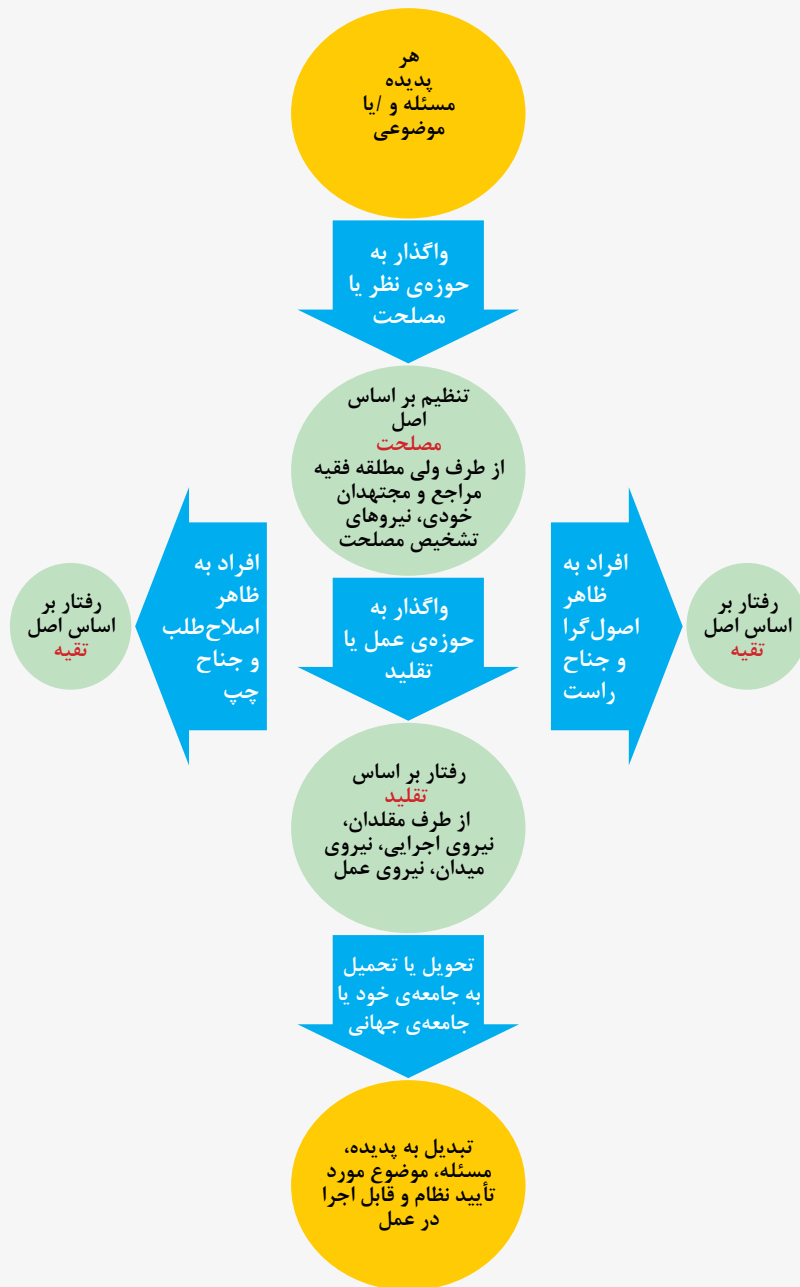 هر
پدیده
مسئله و /یا
موضوعی
واگذار به
حوزه‌ی نظر یا
مصلحت
تنظیم بر اساس
اصل
مصلحت
از طرف ولی مطلقه فقیه
مراجع و مجتهدان
خودی، نیروهای
تشخیص مصلحت
افراد به
ظاهر
اصول‌گرا
و جناح
راست
رفتار بر
اساس اصل
تقیه
افراد به
ظاهر
اصلاح‌طلب
و جناح
چپ
رفتار بر
اساس اصل
تقیه
واگذار به
حوزه‌ی عمل یا
تقلید
رفتار بر اساس
تقلید
از طرف مقلدان،
نیروی اجرایی، نیروی
میدان، نیروی عمل
تحویل یا تحمیل
به جامعه‌ی خود یا
جامعه‌ی جهانی
تبدیل به پدیده،
مسئله، موضوع مورد
تأیید نظام و قابل اجرا
در عمل